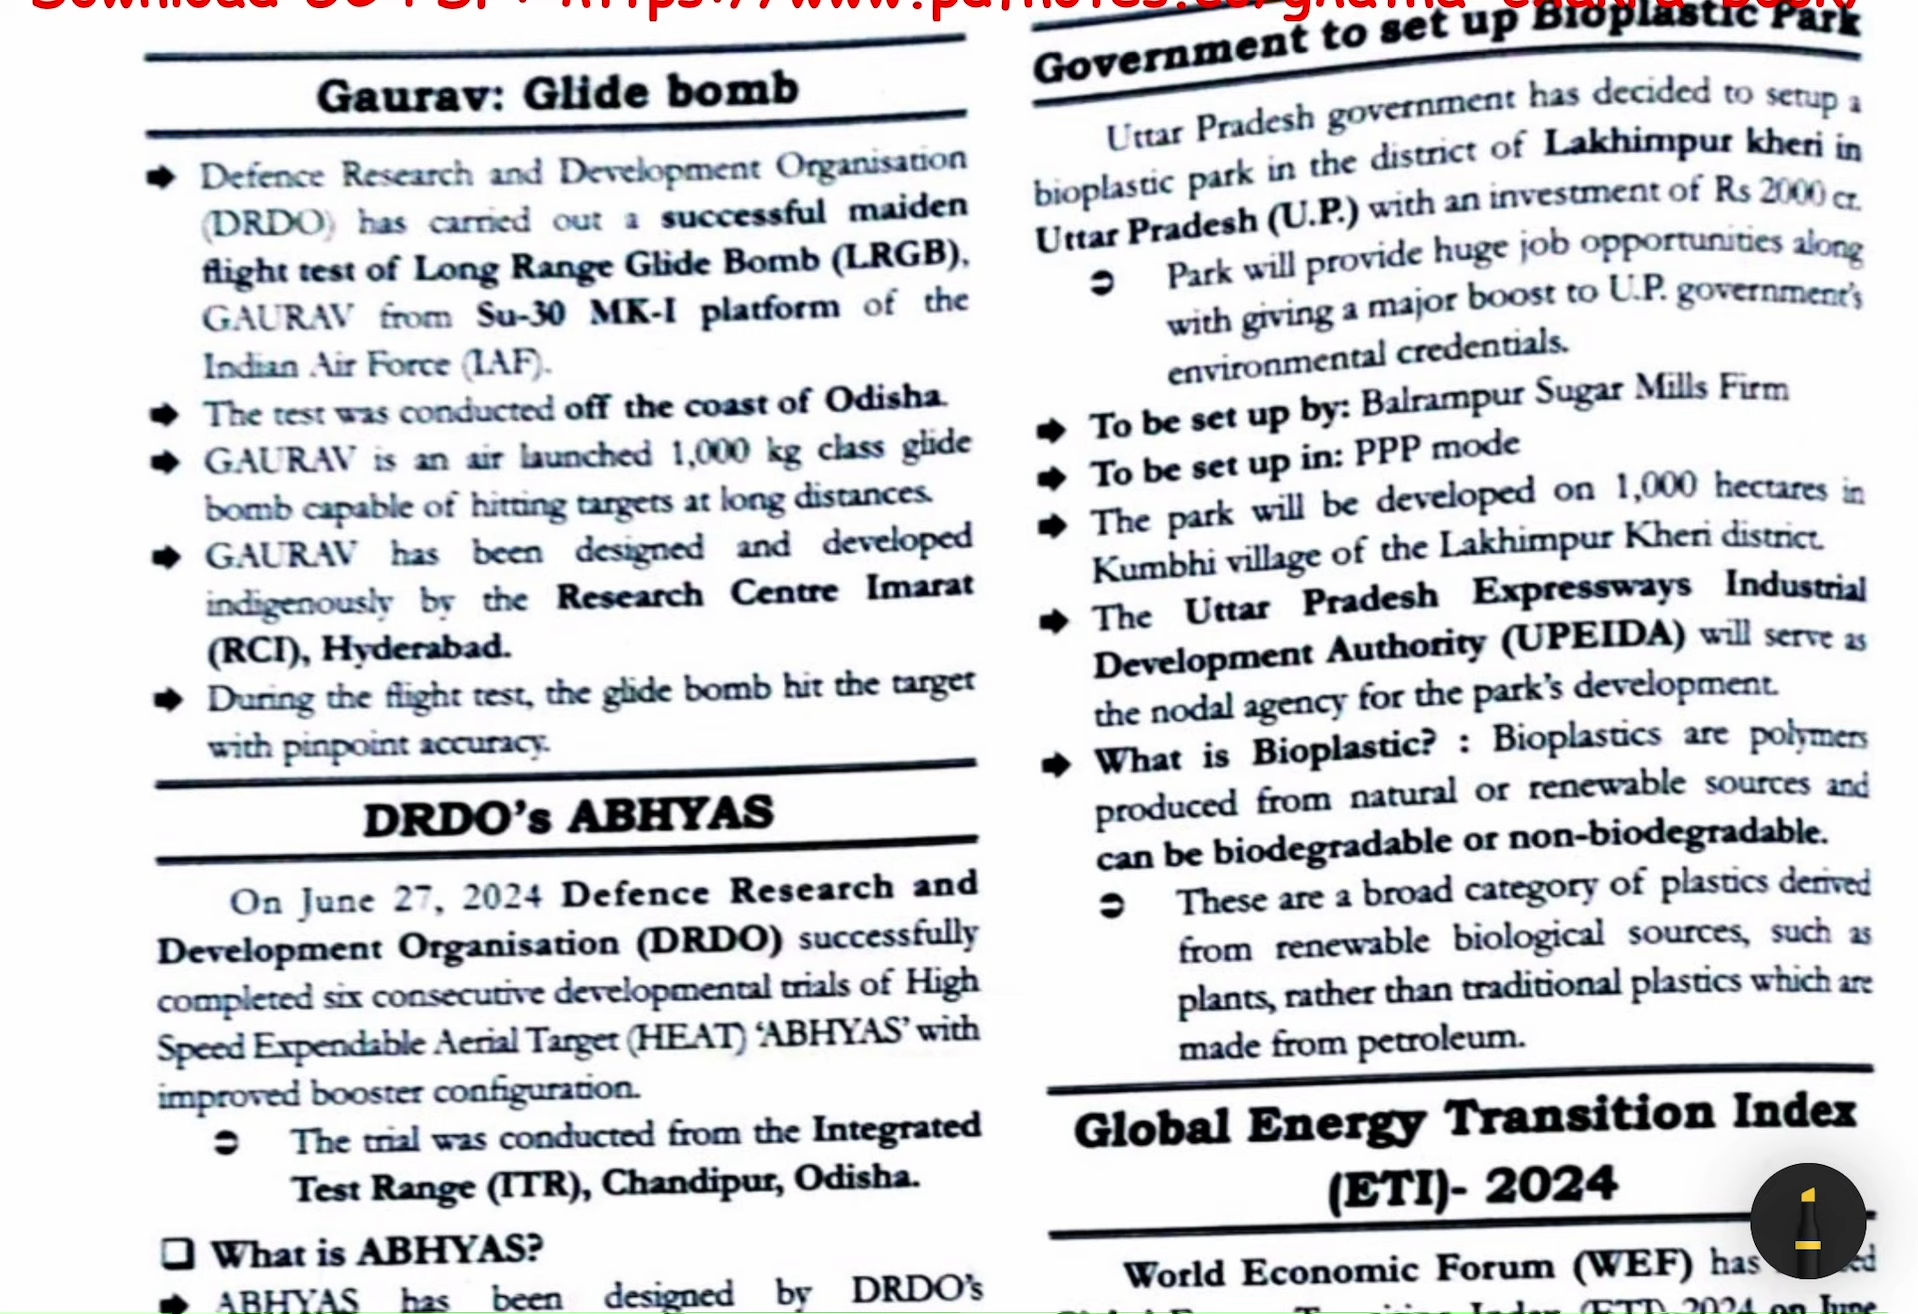 Gaurav: Glide bomb
Defence Research and Development Organisation
(DRDO) has carried out a successful maiden
flight test of Long Range Glide Bomb (LRGB),
GAURAV from Su-30 MK-I platform of the
Indian Air Force (IAF).
The test was conducted off the coast of Odisha.
GAURAV is an air launched 1,000 kg class glide
bomb capable of hitting targets at long distances.
GAURAV has been designed and developed
indigenously by the Research Centre Imarat
(RCI), Hyderabad.
During the flight test, the glide bomb hit the target
with pinpoint accuracy.
DRDO's ABHYAS
On June 27, 2024 Defence Research and
Development Organisation (DRDO) successfully
completed six consecutive developmental trials of High
Speed Expendable Aerial Target (HEAT) 'ABHYAS' with
improved booster configuration.
The trial was conducted from the Integrated
Test Range (ITR), Chandipur, Odisha.
What is ABHYAS?
ABHYAS has been designed by DRDO's
Government to set up Bioplastic Park
Uttar Pradesh government has decided to setup a
bioplastic park in the district of Lakhimpur kheri in
Uttar Pradesh (U.P.) with an investment of Rs 2000 cr.
Park will provide huge job opportunities along
with giving a major boost to U.P. government's
environmental credentials.
To be set up by: Balrampur Sugar Mills Firm
To be set up in: PPP mode
The park will be developed on 1,000 hectares in
Kumbhi village of the Lakhimpur Kheri district.
The Uttar Pradesh Expressways Industrial
Development Authority (UPEIDA) will serve as
the nodal agency for the park's development.
What is Bioplastic? : Bioplastics are polymers
produced from natural or renewable sources and
can be biodegradable or non-biodegradable.
These are a broad category of plastics derived
from renewable biological sources, such as
plants, rather than traditional plastics which are
made from petroleum.
Global Energy Transition Index
(ETI)- 2024
World Economic Forum (WEF) has